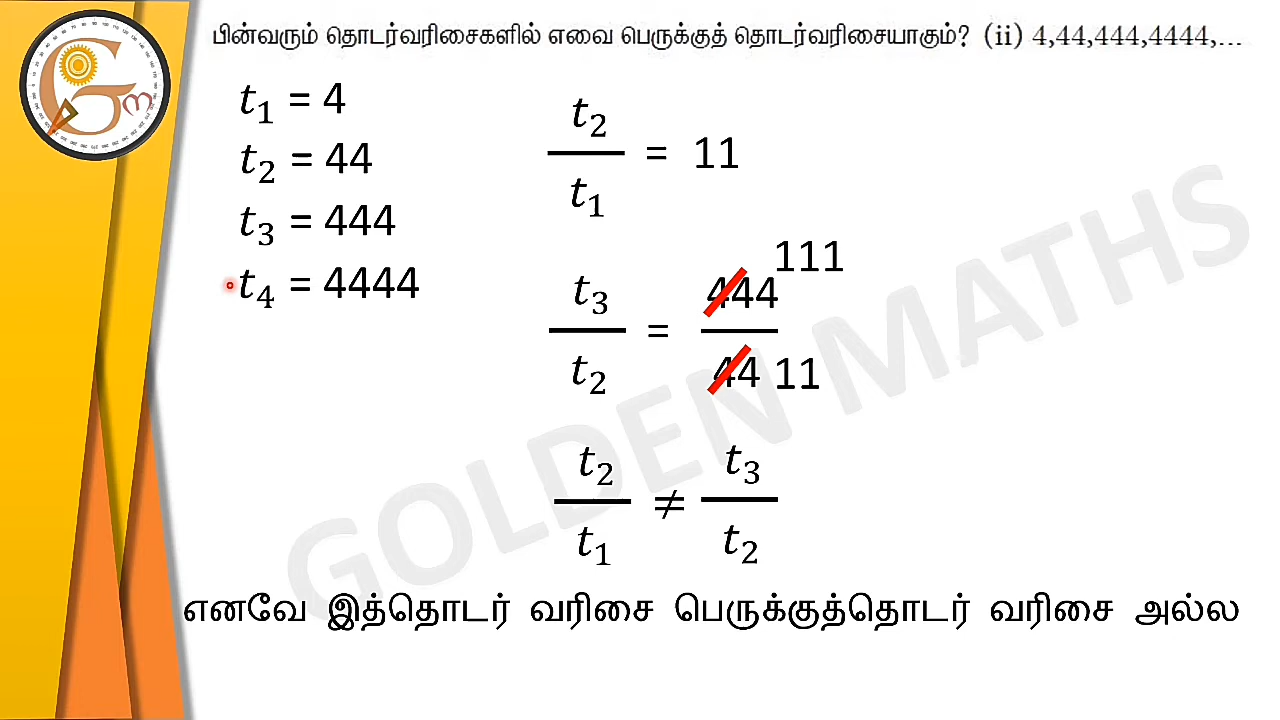 பின்வரும் தொடர்வரிசைகளில் எவை பெருக்குத் தொடர்வரிசையாகும்? (ii) 4,44,444,4444,...
t₁ = 4
t₂ = 44
t₃ = 444
t₄ = 4444
t₂
t₁
= 11
t₃
t₂
=
444
111
44 11
t₂
t₁
≠
t₃
t₂
எனவே இத்தொடர் வரிசை பெருக்குத்தொடர் வரிசை அல்ல
GOLDEN MATHS